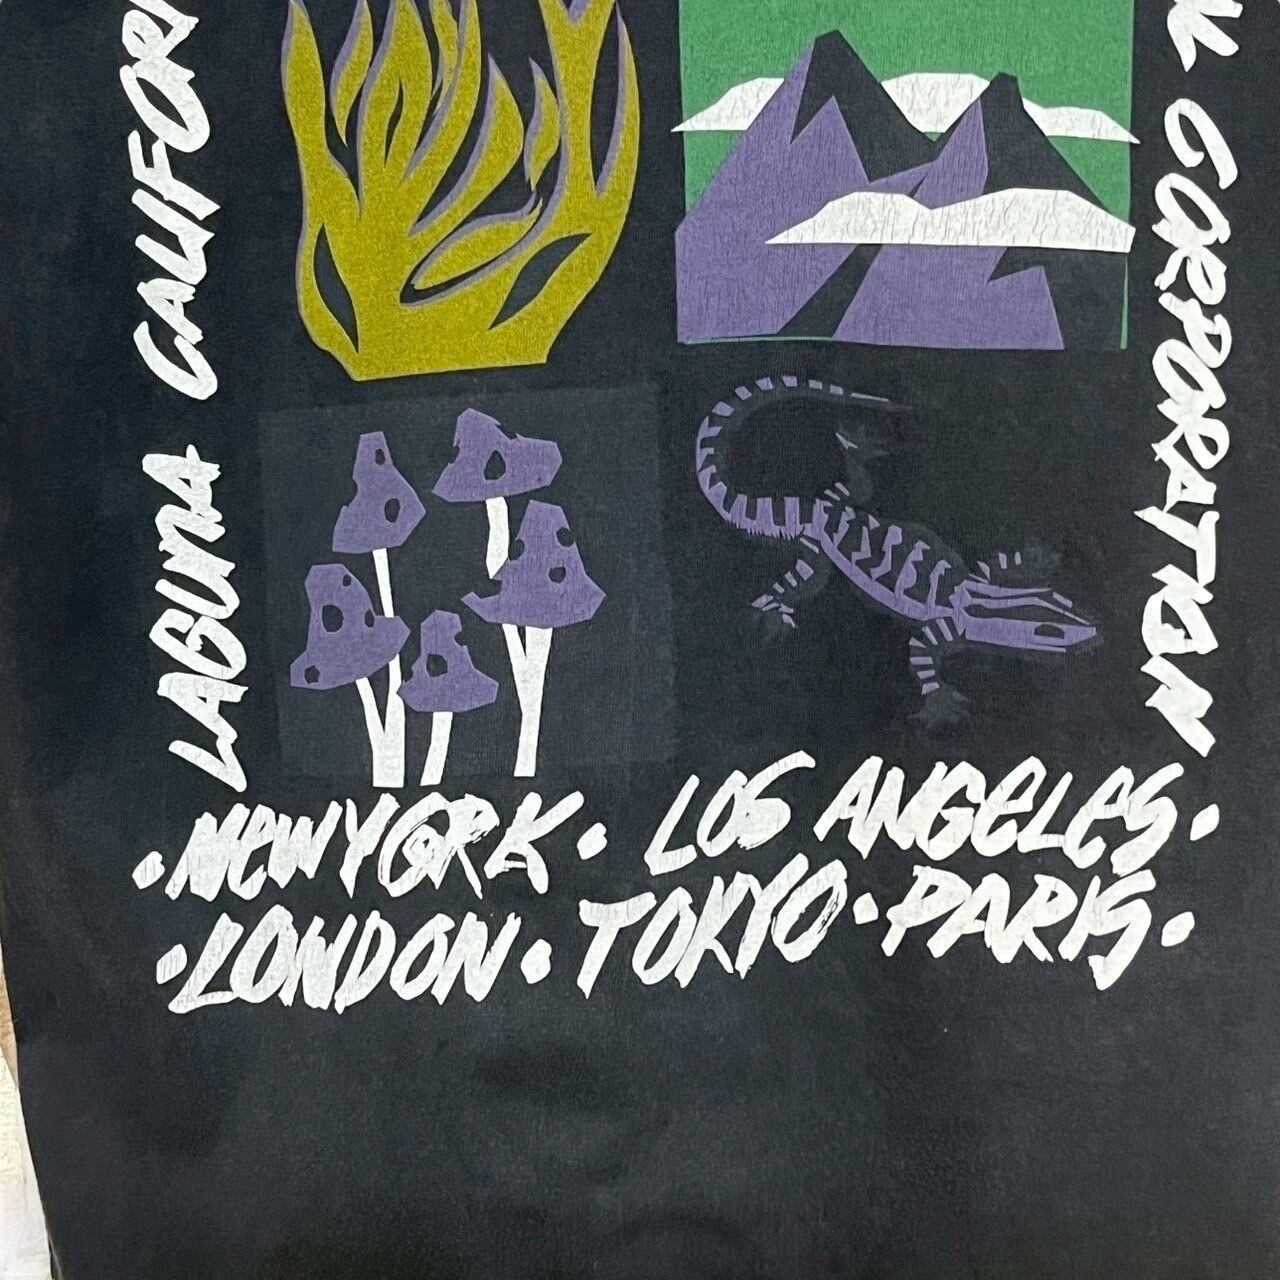 LAGUNA CALIFORN
CORPORATION
•NEWYORK• LOS ANGELES•
•LONDON•TOKYO•PARIS•